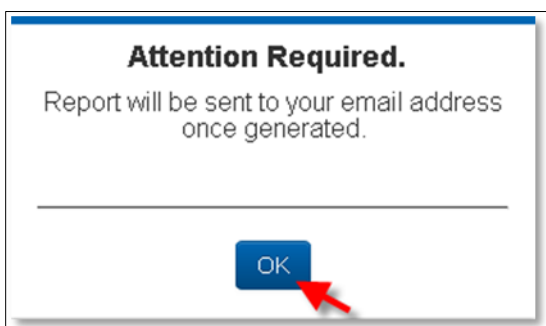 Attention Required.
Report will be sent to your email address
once generated.
OK